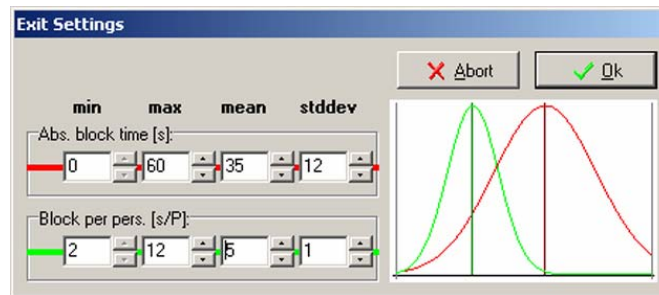 Exit Settings
Abort
Ok
min max mean stddev
Abs. block time [s]:
0 60 35 12
Block per pers. [s/P]:
2 12 5 1